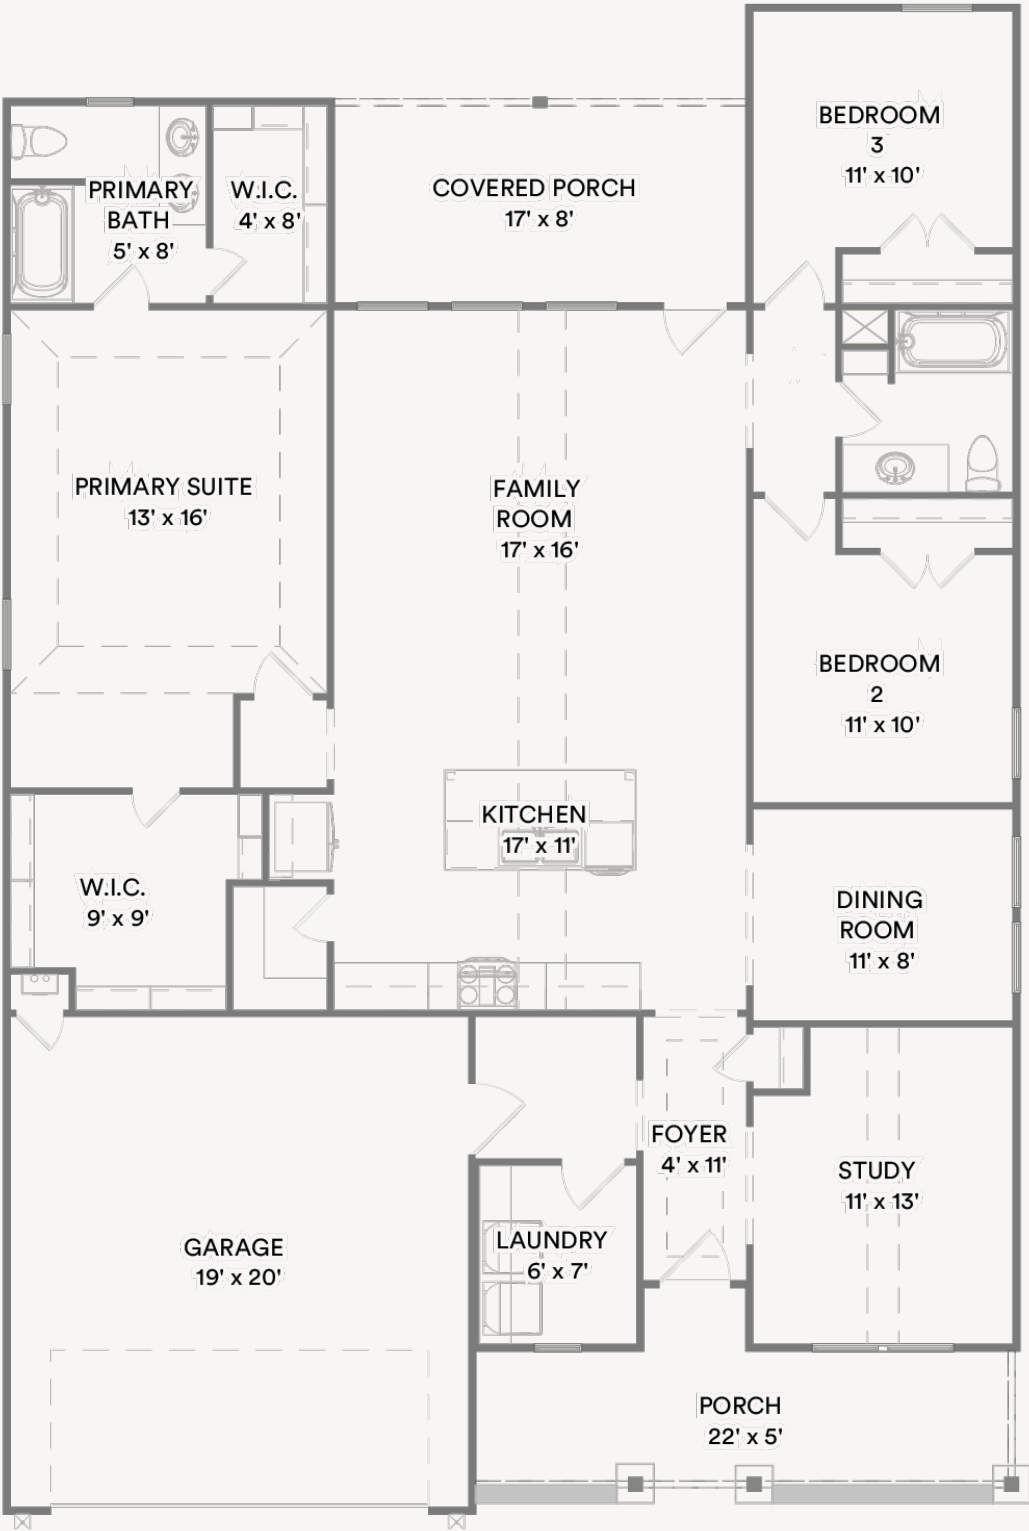 BEDROOM
3
11' x 10'
PRIMARY
BATH
5' x 8'
W.I.C.
4' x 8'
COVERED PORCH
17' x 8'
PRIMARY SUITE
13' x 16'
FAMILY
ROOM
17' x 16'
BEDROOM
2
11' x 10'
KITCHEN
17' x 11'
W.I.C.
9' x 9'
DINING
ROOM
11' x 8'
FOYER
4' x 11'
STUDY
11' x 13'
GARAGE
19' x 20'
LAUNDRY
6' x 7'
PORCH
22' x 5'